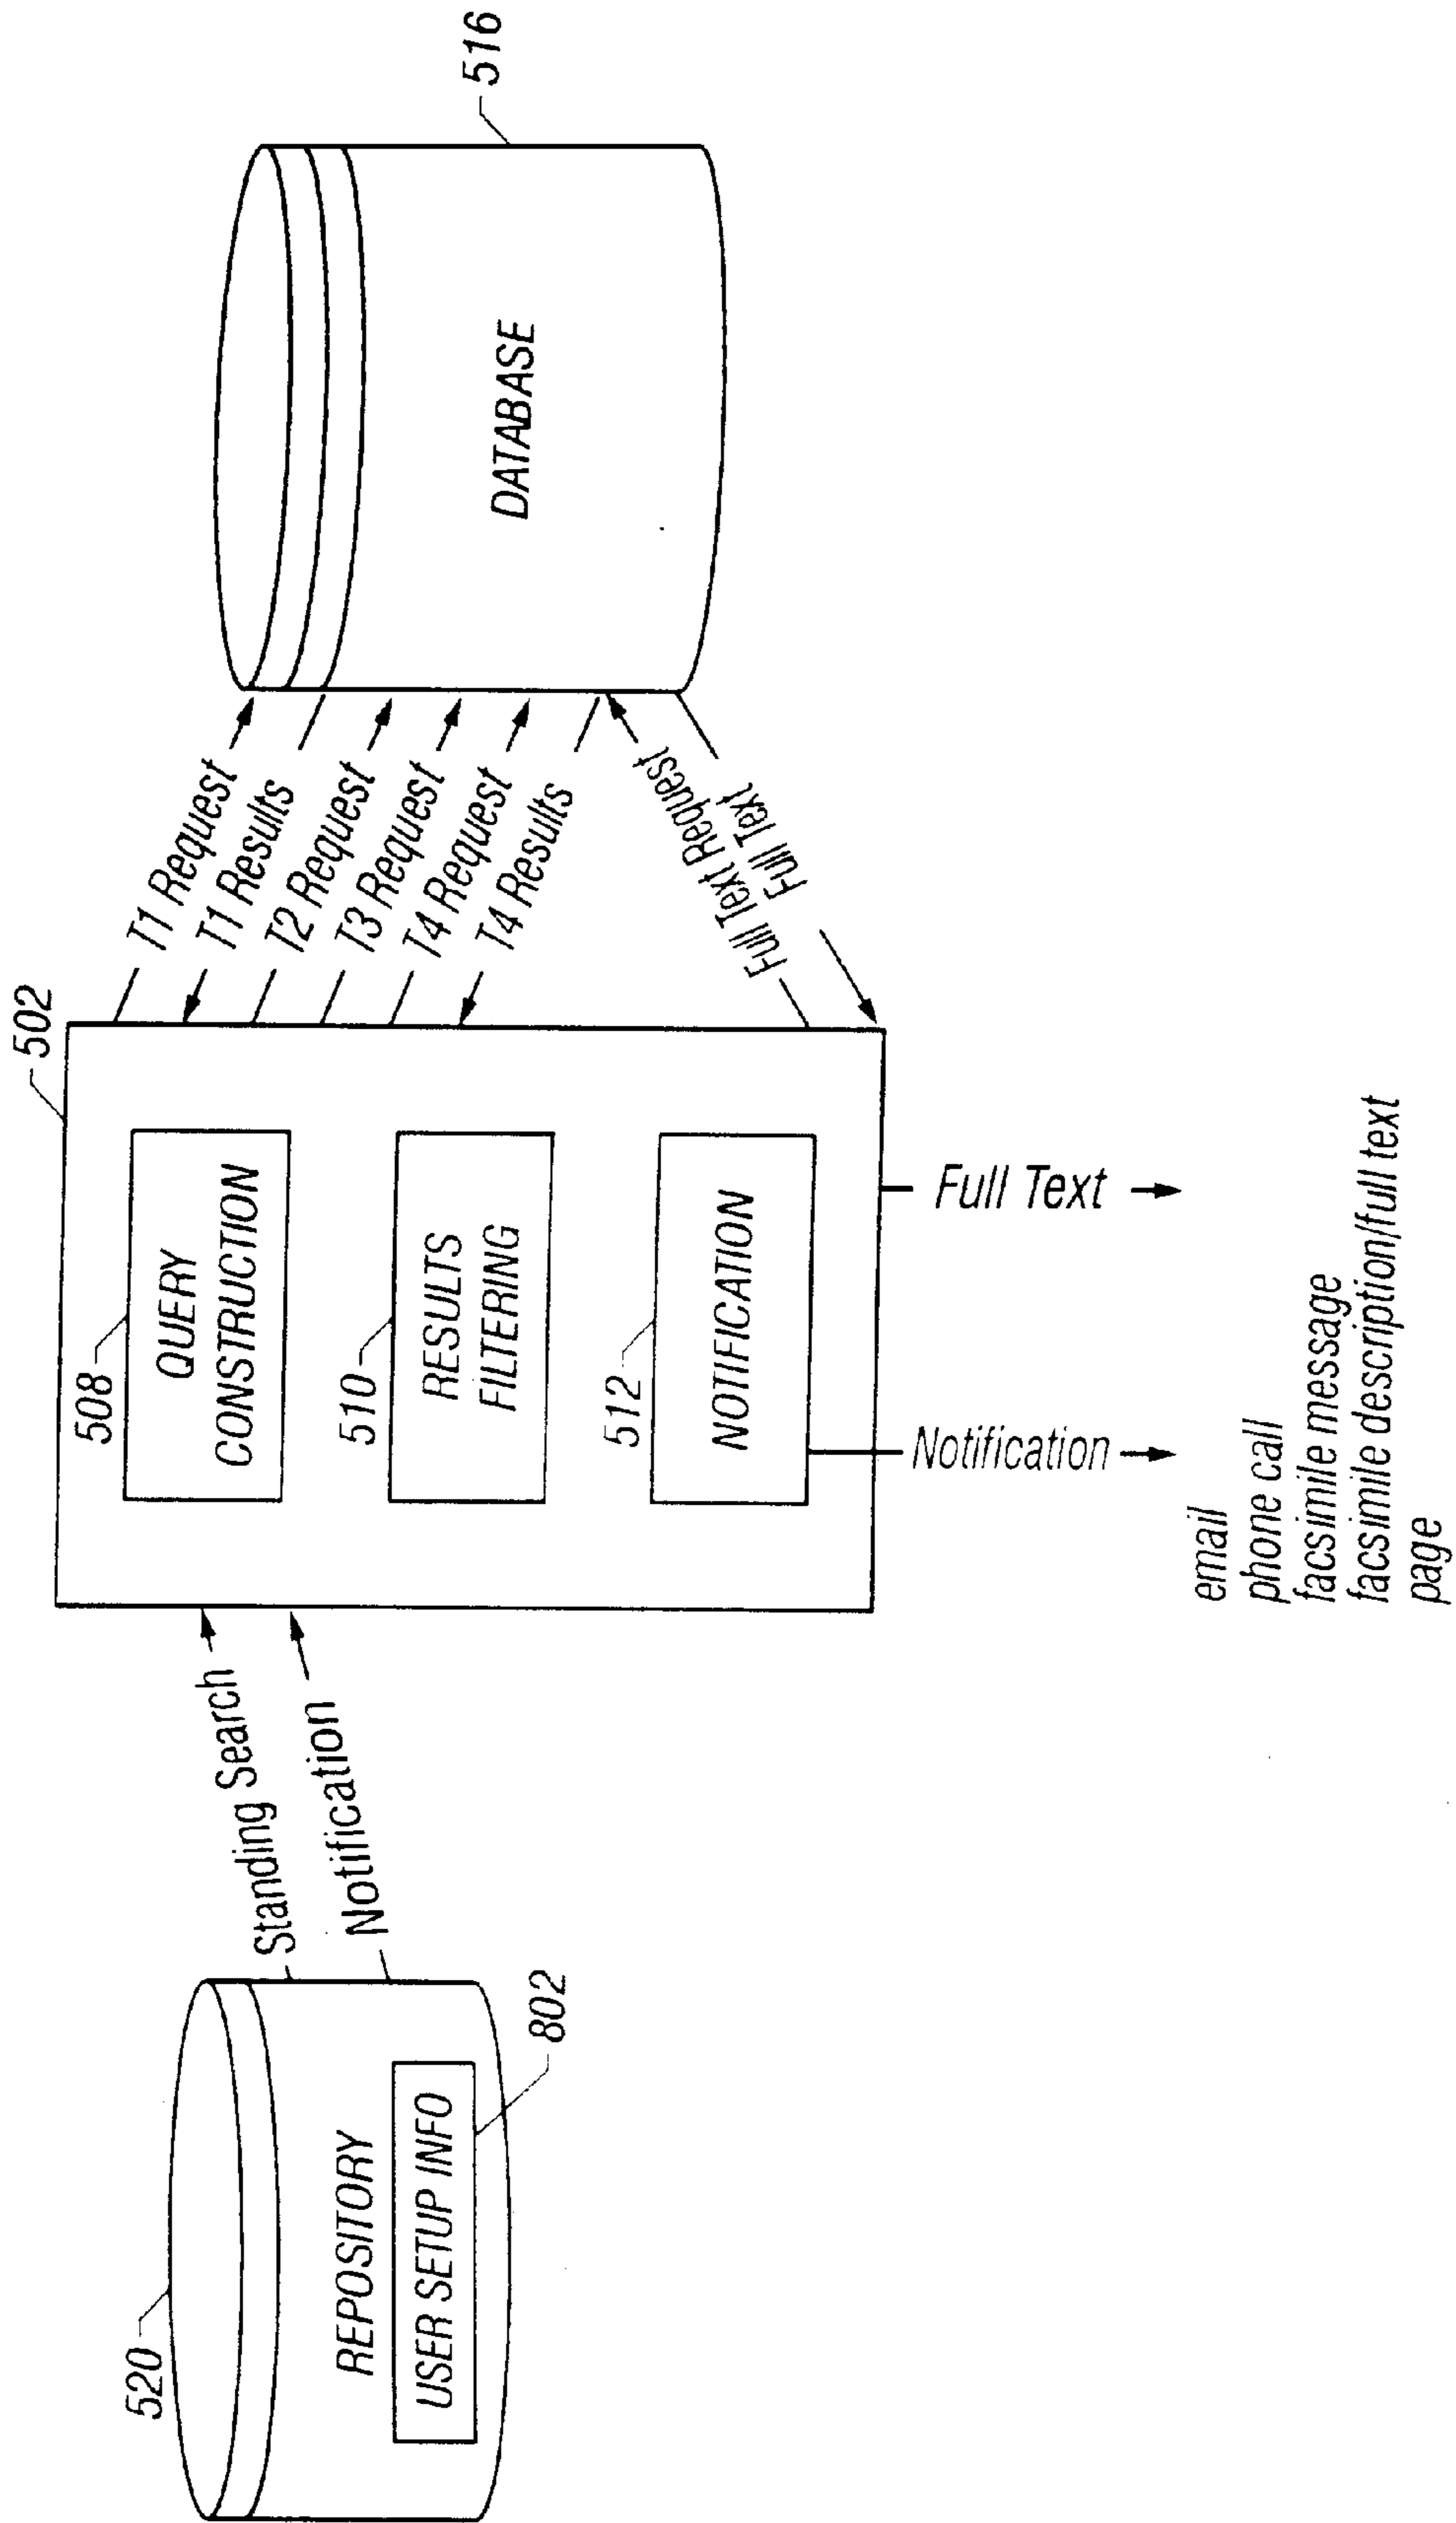 520
REPOSITORY
USER SETUP INFO
802
Standing Search
Notification
502
508
QUERY
CONSTRUCTION
510
RESULTS
FILTERING
512
NOTIFICATION
T1 Request
T1 Results
T2 Request
T3 Request
T4 Request
T4 Results
Full Text Request
Full Text
DATABASE
516
Notification
Full Text
email
phone call
facsimile message
facsimile description/full text
page